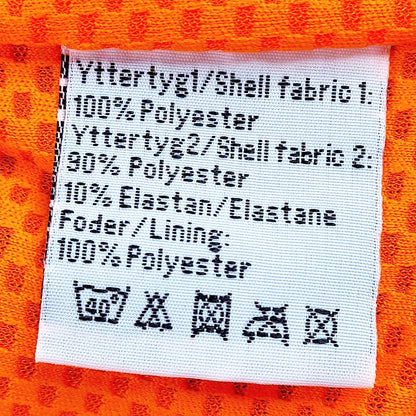 Yttertyg1/Shell fabric 1:
100% Polyester
Yttertyg2/Shell fabric 2:
90% Polyester
10% Elastan/Elastane
Foder/Lining:
100% Polyester
40